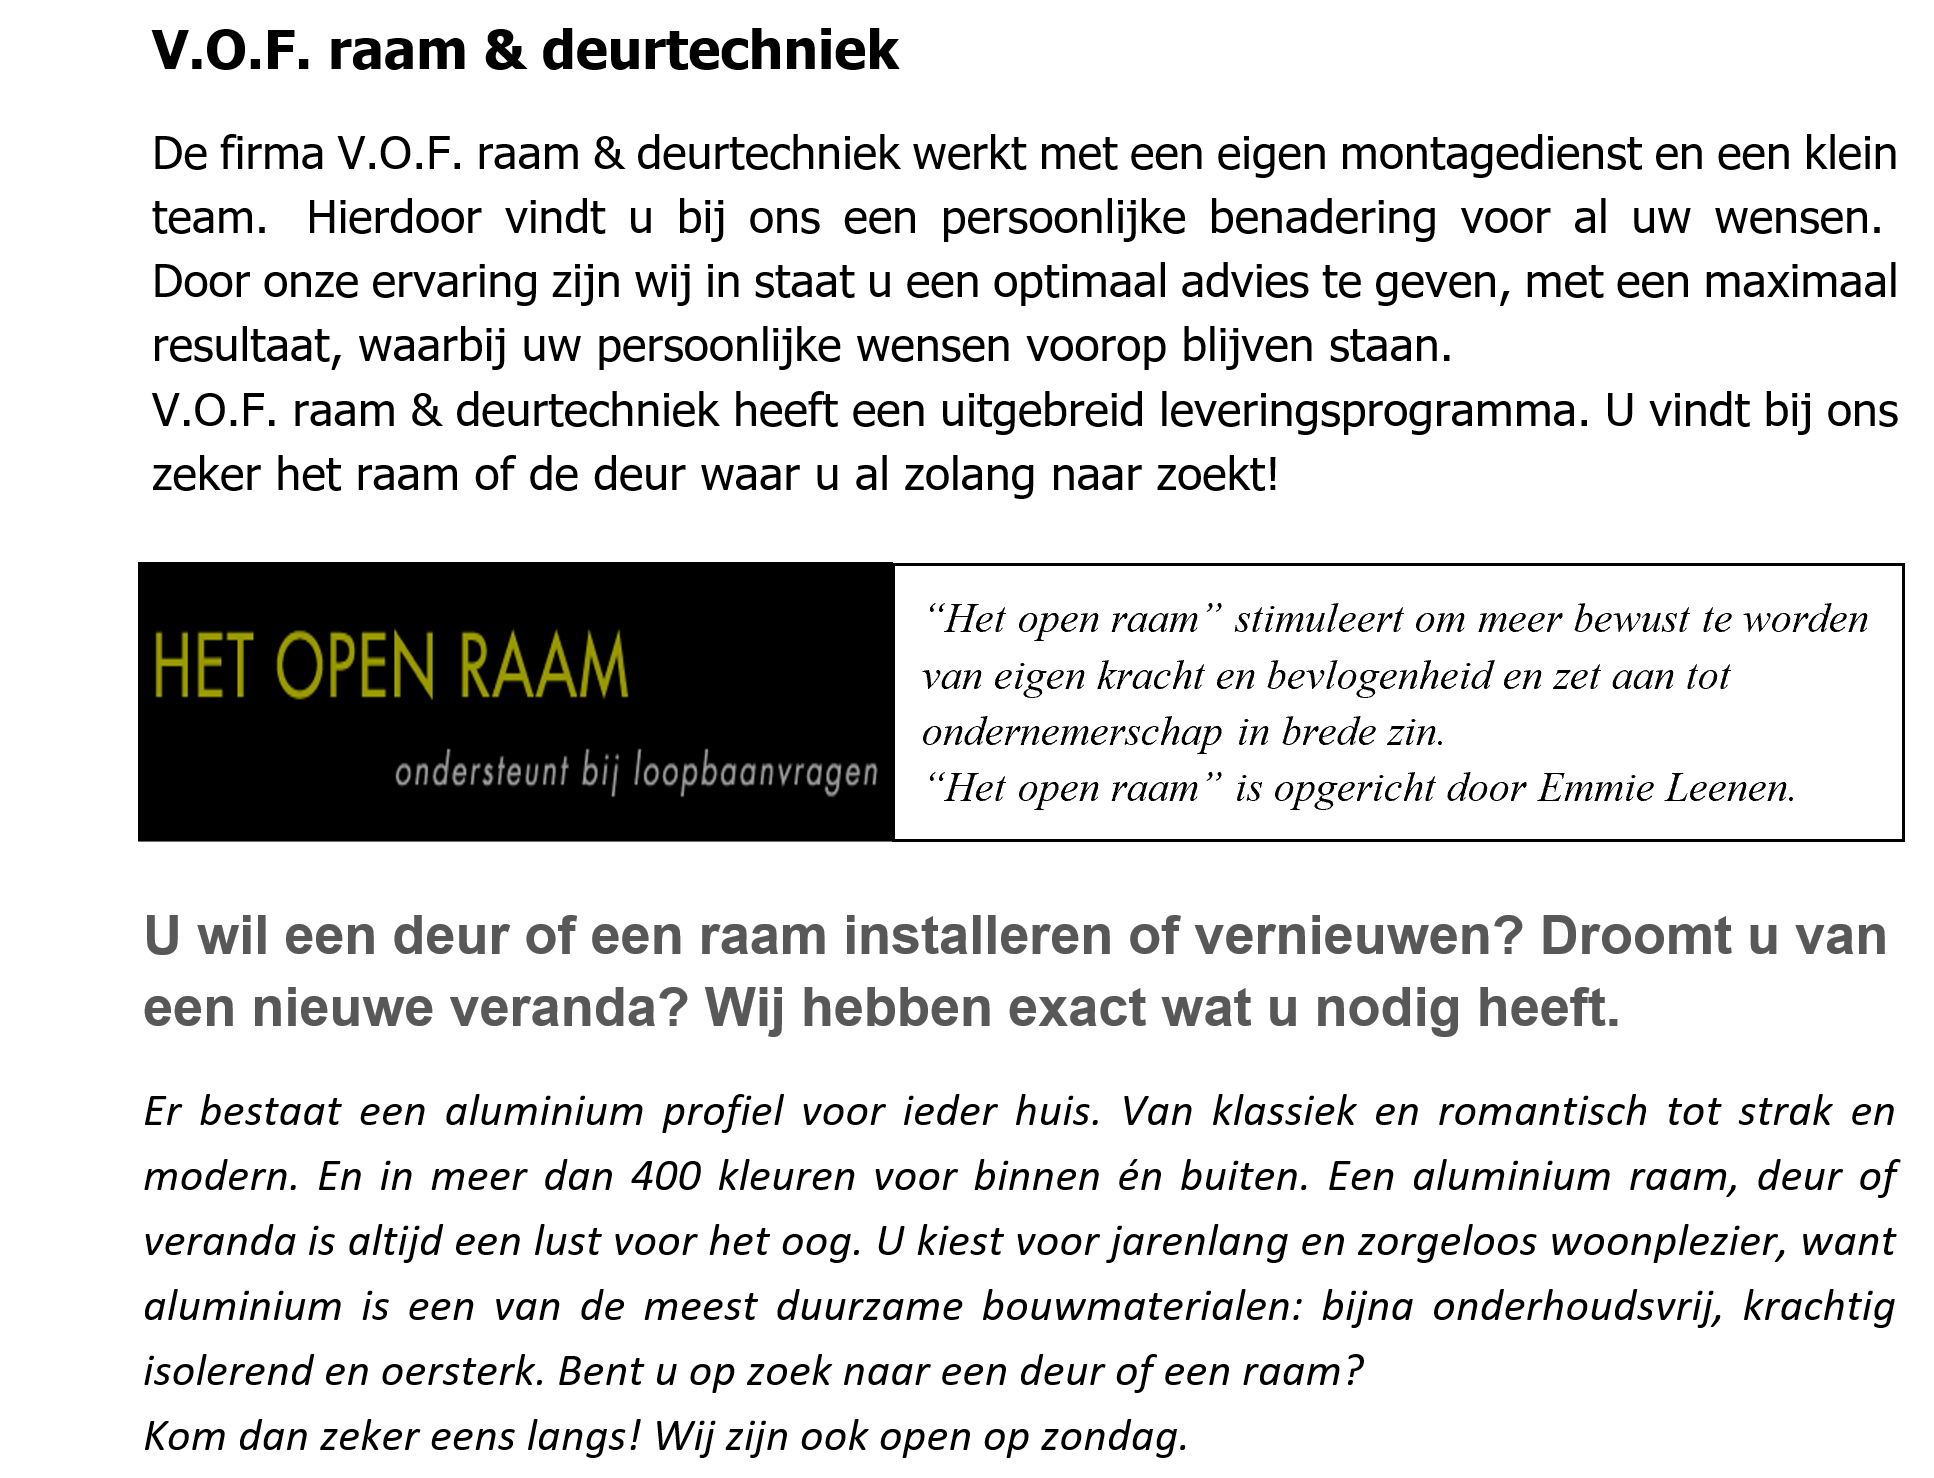 V.O.F. raam & deurtechniek
De firma V.O.F. raam & deurtechniek werkt met een eigen montagedienst en een klein
team. Hierdoor vindt u bij ons een persoonlijke benadering voor al uw wensen.
Door onze ervaring zijn wij in staat u een optimaal advies te geven, met een maximaal
resultaat, waarbij uw persoonlijke wensen voorop blijven staan.
V.O.F. raam & deurtechniek heeft een uitgebreid leveringsprogramma. U vindt bij ons
zeker het raam of de deur waar u al zolang naar zoekt!
HET OPEN RAAM
ondersteunt bij loopbaanvragen
“Het open raam” stimuleert om meer bewust te worden
van eigen kracht en bevlogenheid en zet aan tot
ondernemerschap in brede zin.
“Het open raam” is opgericht door Emmie Leenen.
U wil een deur of een raam installeren of vernieuwen? Droomt u van
een nieuwe veranda? Wij hebben exact wat u nodig heeft.
Er bestaat een aluminium profiel voor ieder huis. Van klassiek en romantisch tot strak en
modern. En in meer dan 400 kleuren voor binnen én buiten. Een aluminium raam, deur of
veranda is altijd een lust voor het oog. U kiest voor jarenlang en zorgeloos woonplezier, want
aluminium is een van de meest duurzame bouwmaterialen: bijna onderhoudsvrij, krachtig
isolerend en oersterk. Bent u op zoek naar een deur of een raam?
Kom dan zeker eens langs! Wij zijn ook open op zondag.